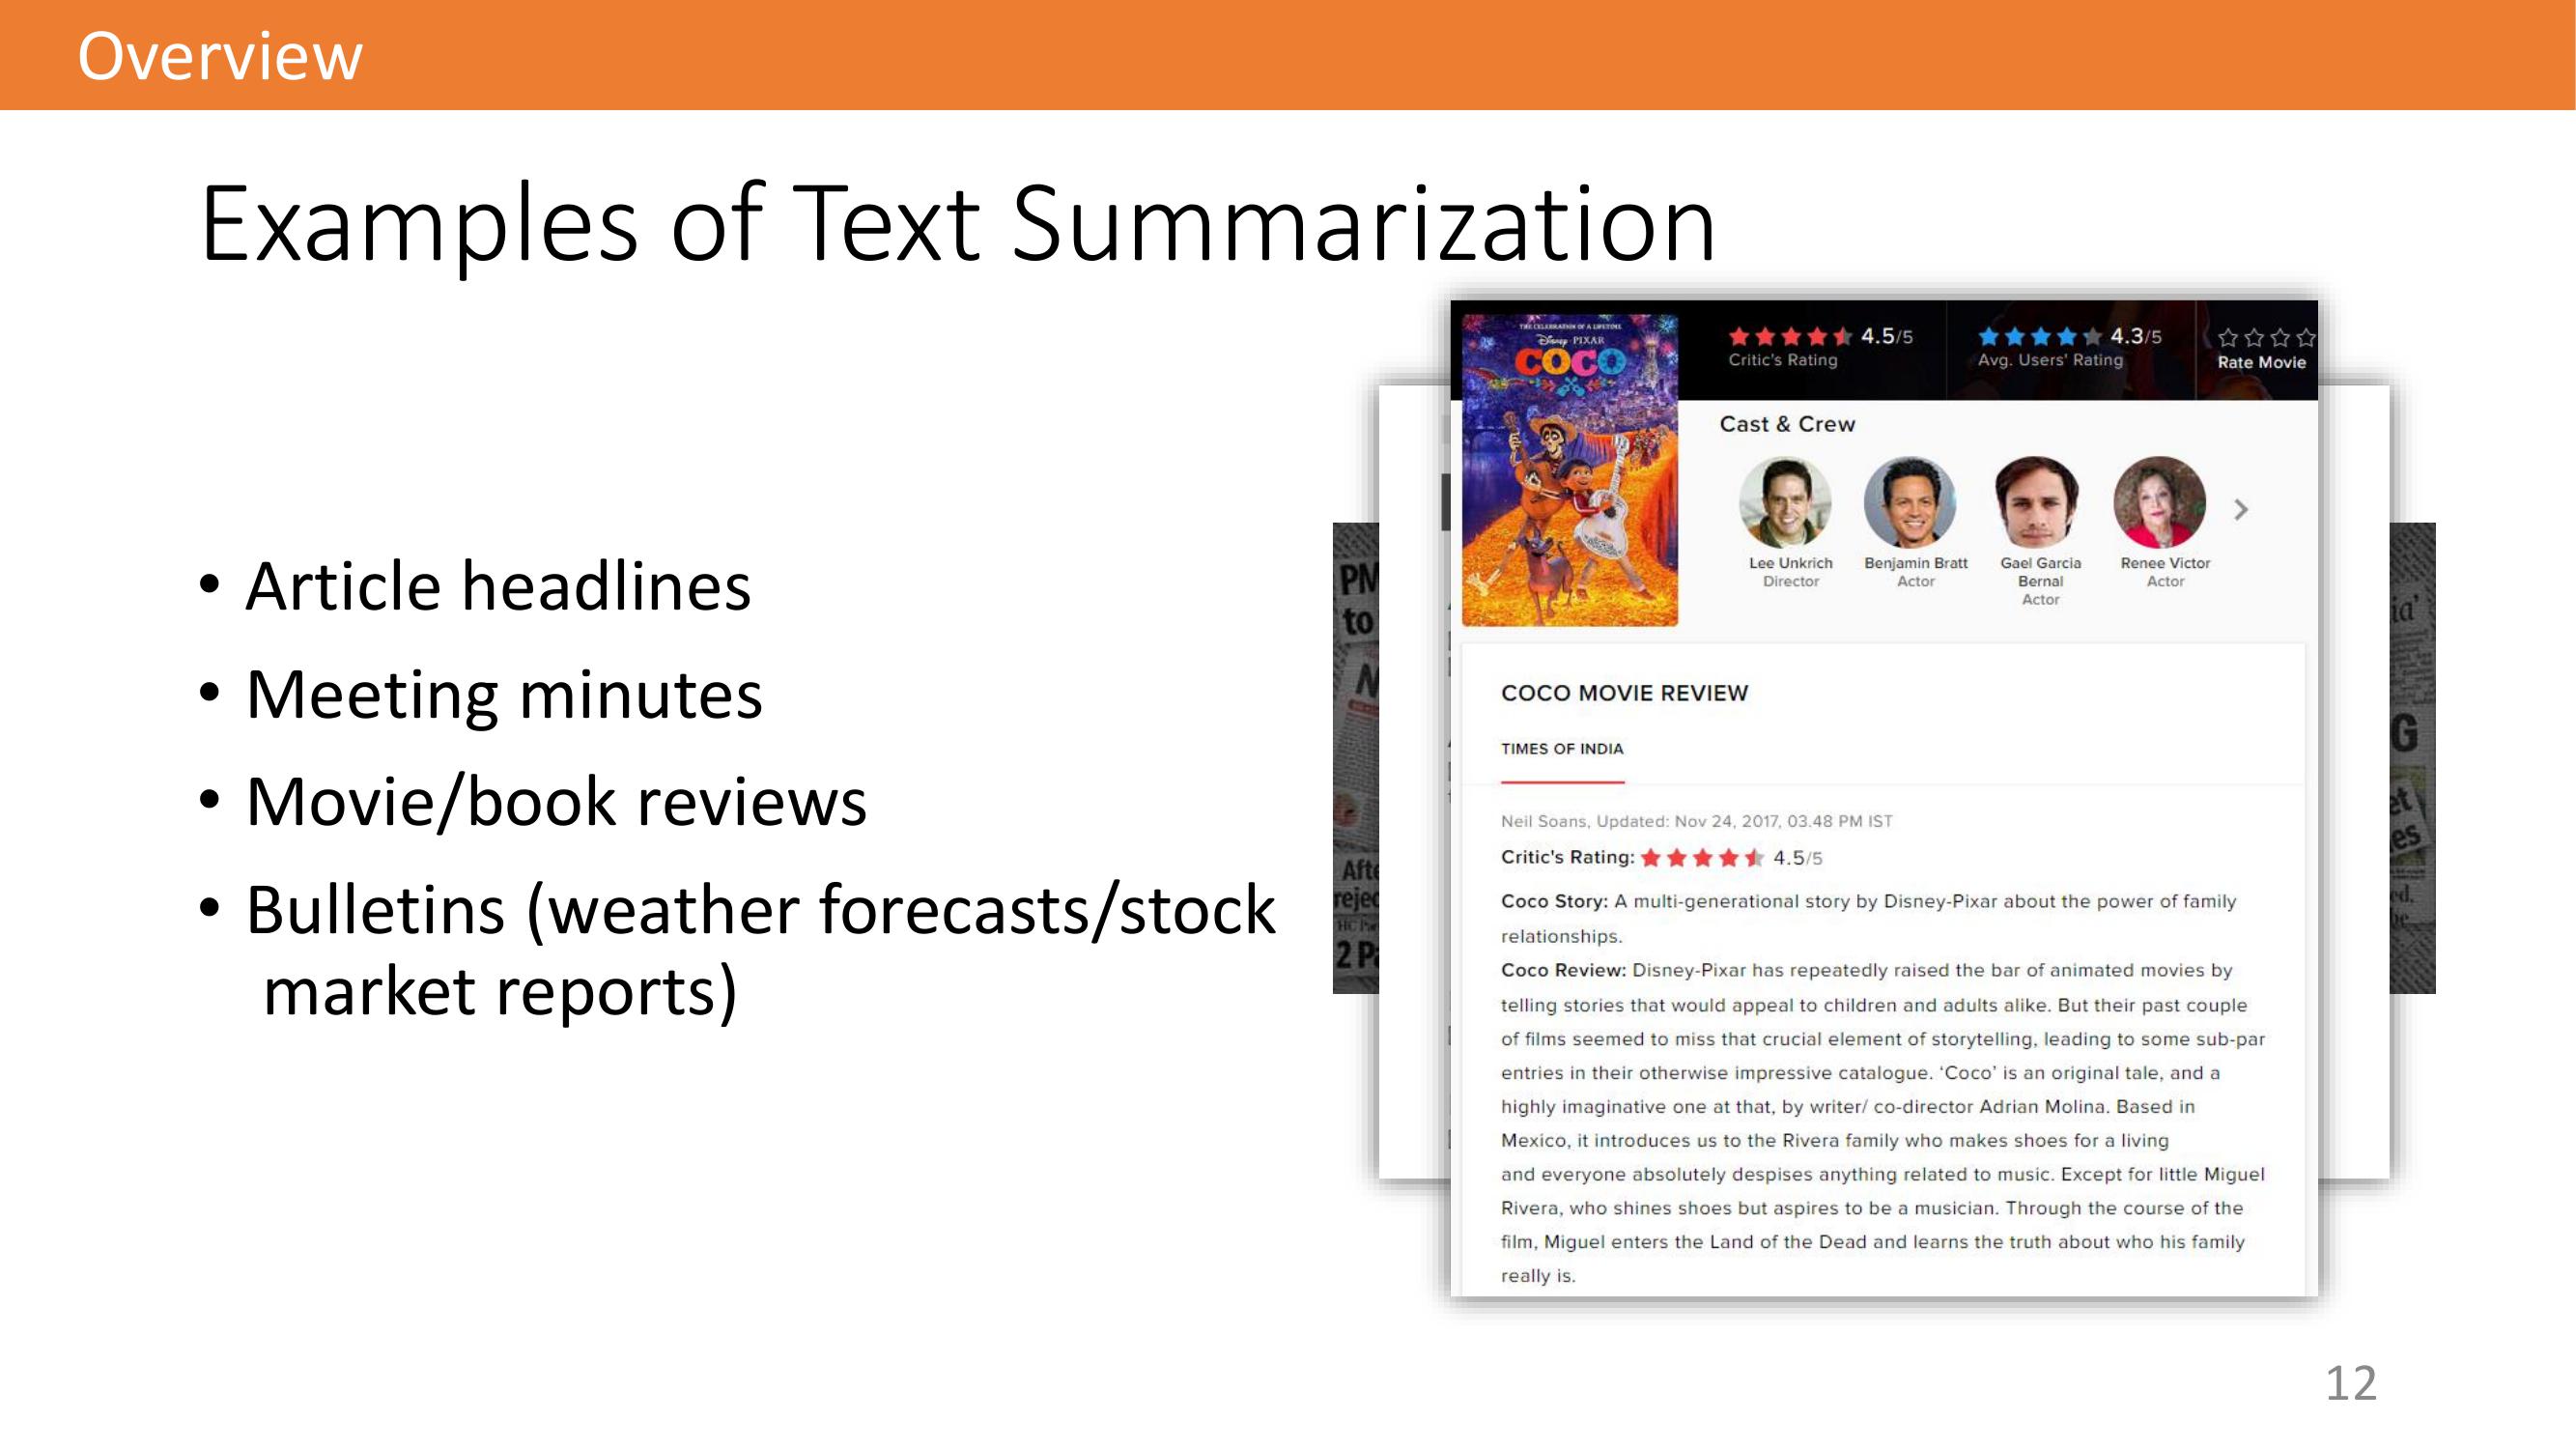 Overview
Examples of Text Summarization
• Article headlines
• Meeting minutes
• Movie/book reviews
• Bulletins (weather forecasts/stock
market reports)
THE CELEBRATION OF A LIFETIME
Disney PIXAR
COCO
4.5/5
Critic's Rating
4.3/5
Avg. Users' Rating
Rate Movie
Cast & Crew
Lee Unkrich
Director
Benjamin Bratt
Actor
Gael Garcia
Bernal
Actor
Renee Victor
Actor
COCO MOVIE REVIEW
TIMES OF INDIA
Neil Soans, Updated: Nov 24, 2017, 03.48 PM IST
Critic's Rating: 4.5/5
Coco Story: A multi-generational story by Disney-Pixar about the power of family
relationships.
Coco Review: Disney-Pixar has repeatedly raised the bar of animated movies by
telling stories that would appeal to children and adults alike. But their past couple
of films seemed to miss that crucial element of storytelling, leading to some sub-par
entries in their otherwise impressive catalogue. ‘Coco’ is an original tale, and a
highly imaginative one at that, by writer/ co-director Adrian Molina. Based in
Mexico, it introduces us to the Rivera family who makes shoes for a living
and everyone absolutely despises anything related to music. Except for little Miguel
Rivera, who shines shoes but aspires to be a musician. Through the course of the
film, Miguel enters the Land of the Dead and learns the truth about who his family
really is.
PM
to
2
12